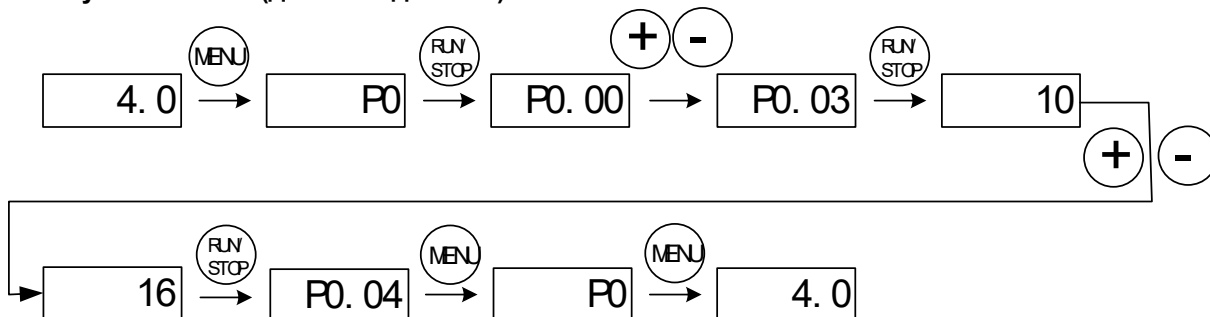 MENU RUN/ STOP + - RUN/ STOP
4. 0 P0 P0. 00 P0. 03 10
+ -
RUN/ STOP MENU MENU
16 P0. 04 P0 4. 0